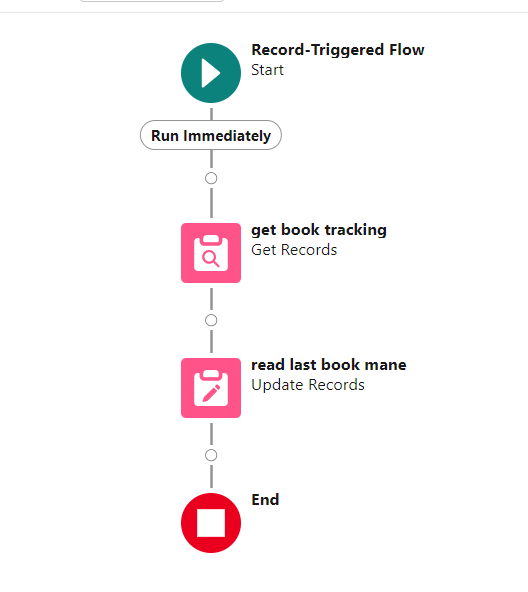 Record-Triggered Flow
Start
Run Immediately
get book tracking
Get Records
read last book mane
Update Records
End